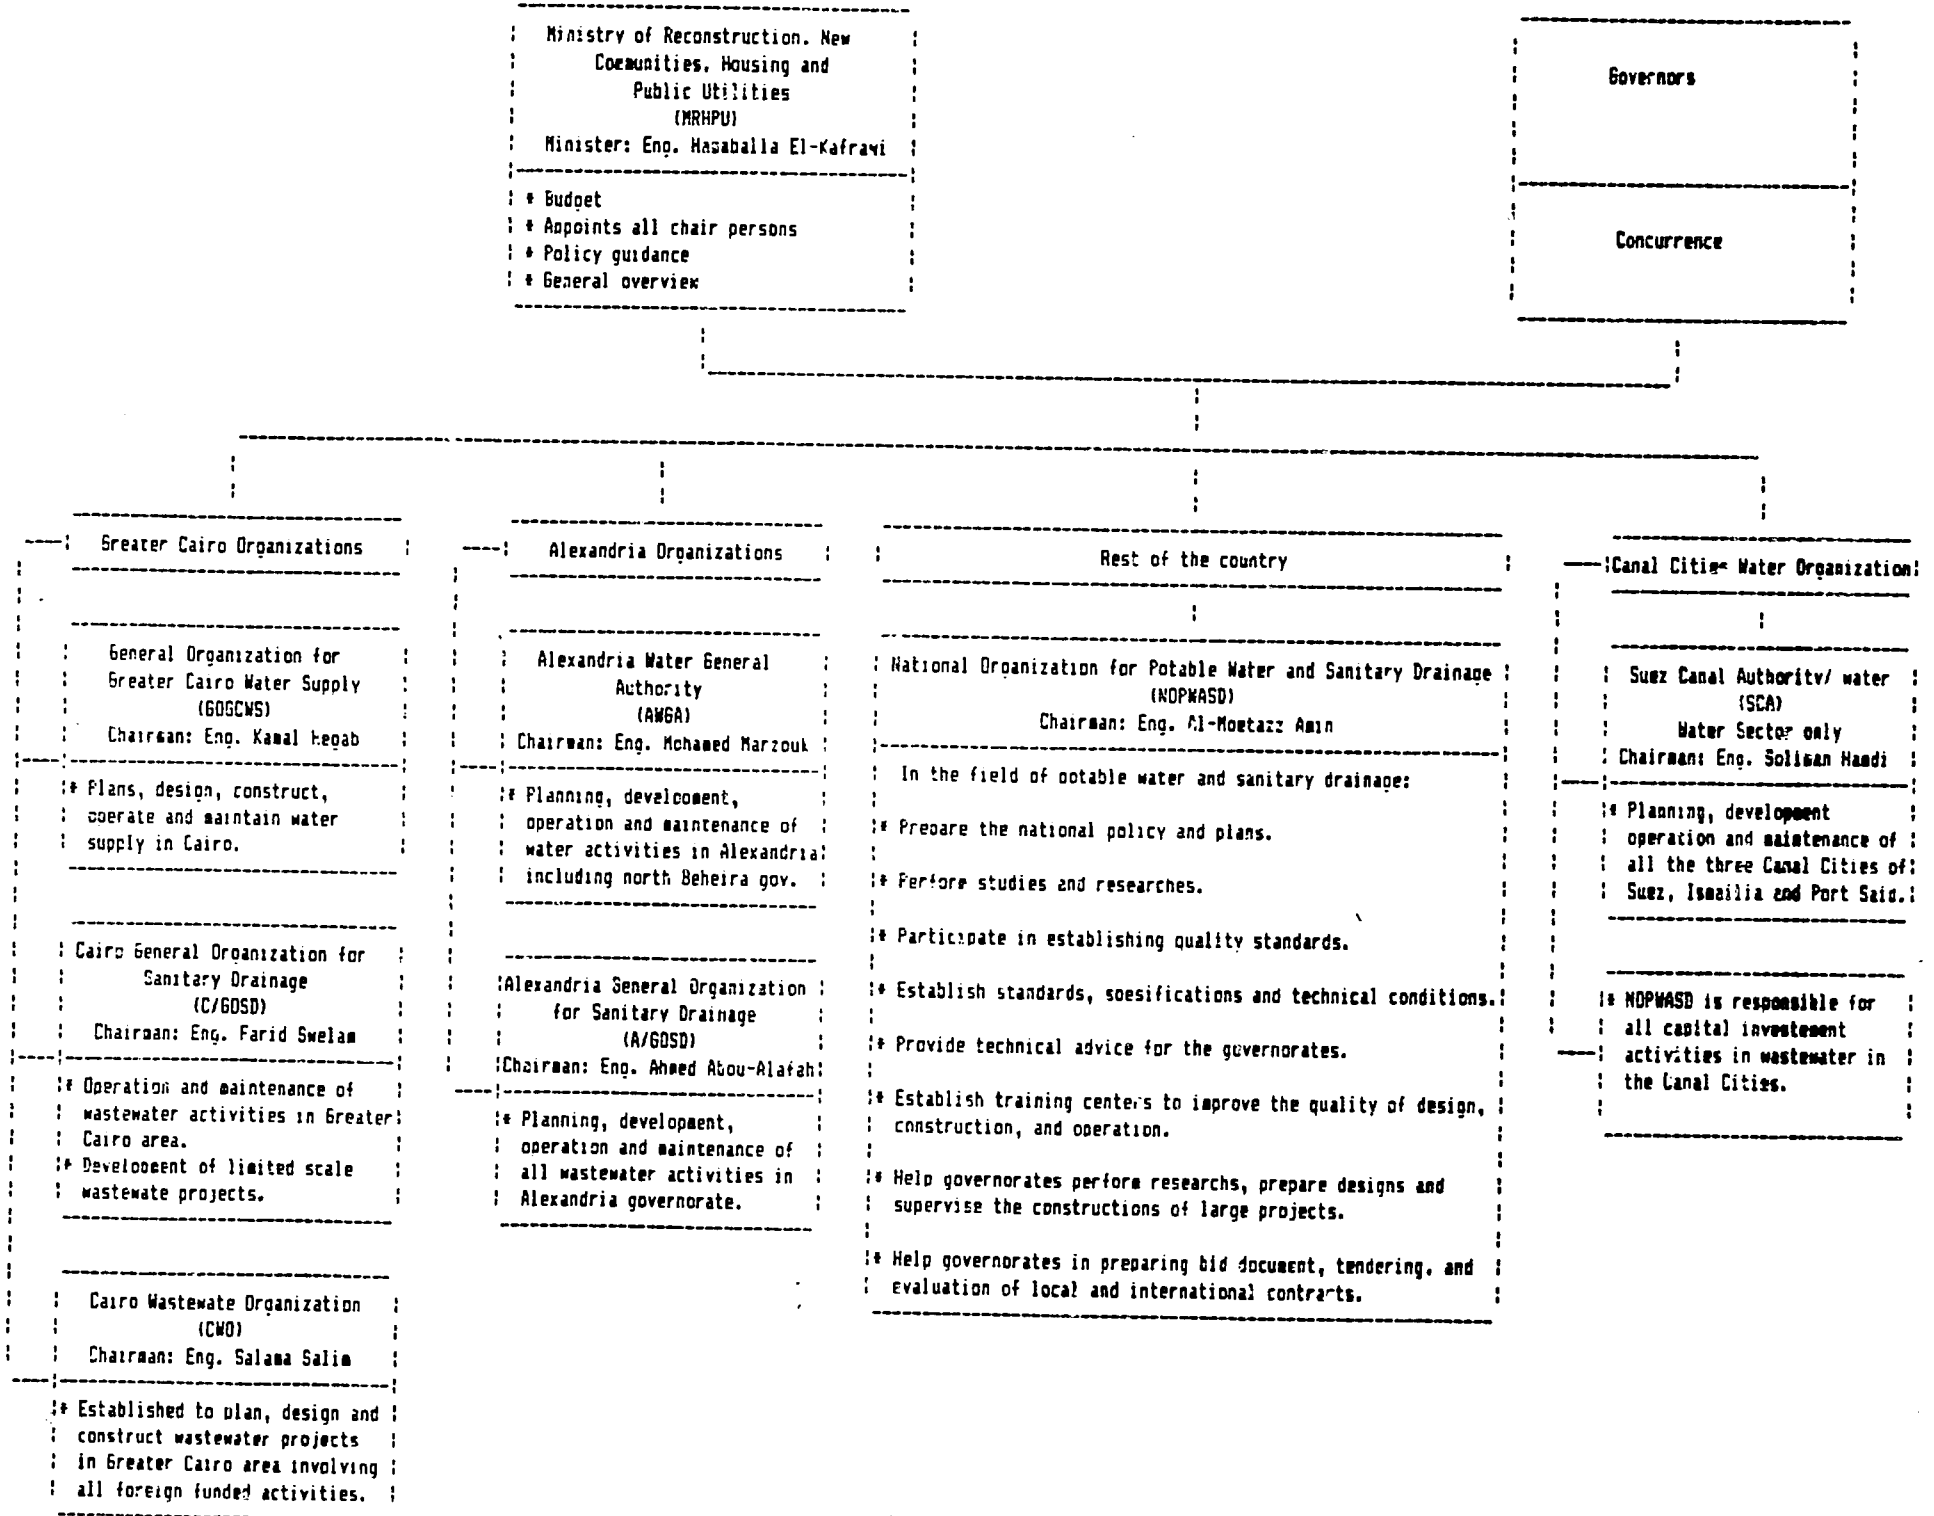 Ministry of Reconstruction. New
Communities. Housing and
Public Utilities
(MRHPU)
Minister: Eng. Hasaballa El-Kafrawi
* Budget
* Appoints all chair persons
* Policy guidance
* General overview
Governors
Concurrence
Greater Cairo Organizations
General Organization for
Greater Cairo Water Supply
(GOGCWS)
Chairman: Eng. Kamal Hegab
* Plans, design, construct,
operate and maintain water
supply in Cairo.
Cairo General Organization for
Sanitary Drainage
(C/GOSD)
Chairman: Eng. Farid Swelam
* Operation and maintenance of
wastewater activities in Greater
Cairo area.
* Development of limited scale
wastewate projects.
Cairo Wastewate Organization
(CWO)
Chairman: Eng. Salama Salim
* Established to plan, design and
construct wastewater projects
in Greater Cairo area involving
all foreign funded activities.
Alexandria Organizations
Alexandria Water General
Authority
(AWGA)
Chairman: Eng. Mohamed Marzouk
* Planning, development,
operation and maintenance of
water activities in Alexandria
including north Beheira gov.
Alexandria General Organization
for Sanitary Drainage
(A/GOSD)
Chairman: Eng. Ahmed Abou-Alafah
* Planning, development,
operation and maintenance of
all wastewater activities in
Alexandria governorate.
Rest of the country
National Organization for Potable Water and Sanitary Drainage
(NOPWASD)
Chairman: Eng. Al-Moetazz Amin
In the field of potable water and sanitary drainage:
* Prepare the national policy and plans.
* Perform studies and researches.
* Participate in establishing quality standards.
* Establish standards, spesifications and technical conditions.
* Provide technical advice for the governorates.
* Establish training centers to improve the quality of design,
construction, and operation.
* Help governorates perform researchs, prepare designs and
supervise the constructions of large projects.
* Help governorates in preparing bid document, tendering, and
evaluation of local and international contracts.
Canal Cities Water Organization
Suez Canal Authority/ water
(SCA)
Water Sector only
Chairman: Eng. Soliman Hamdi
* Planning, development
operation and maintenance of
all the three Canal Cities of
Suez, Ismailia and Port Said.
* NOPWASD is responsible for
all capital investement
activities in wastewater in
the Canal Cities.